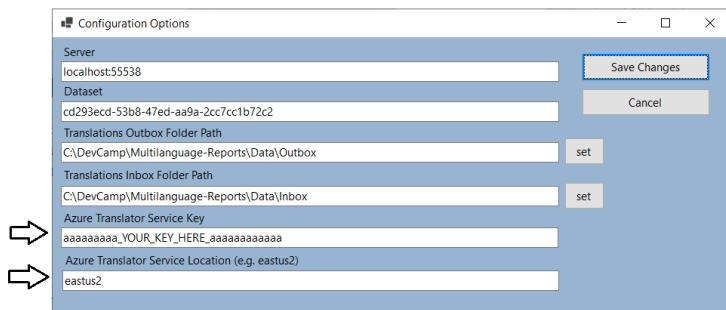 Configuration Options
Server
localhost:55538
Save Changes
Dataset
cd293ecd-53b8-47ed-aa9a-2cc7cc1b72c2
Cancel
Translations Outbox Folder Path
C:\DevCamp\Multilanguage-Reports\Data\Outbox
set
Translations Inbox Folder Path
C:\DevCamp\Multilanguage-Reports\Data\Inbox
set
Azure Translator Service Key
aaaaaaaaa_YOUR_KEY_HERE_aaaaaaaaaaaa
Azure Translator Service Location (e.g. eastus2)
eastus2